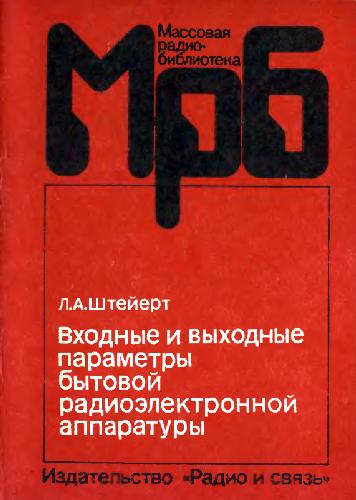 Массовая
радио-
библиотека
Мрб
Л.А.Штейерт
Входные и выходные
параметры
бытовой
радиоэлектронной
аппаратуры
Издательство «Радио и связь»